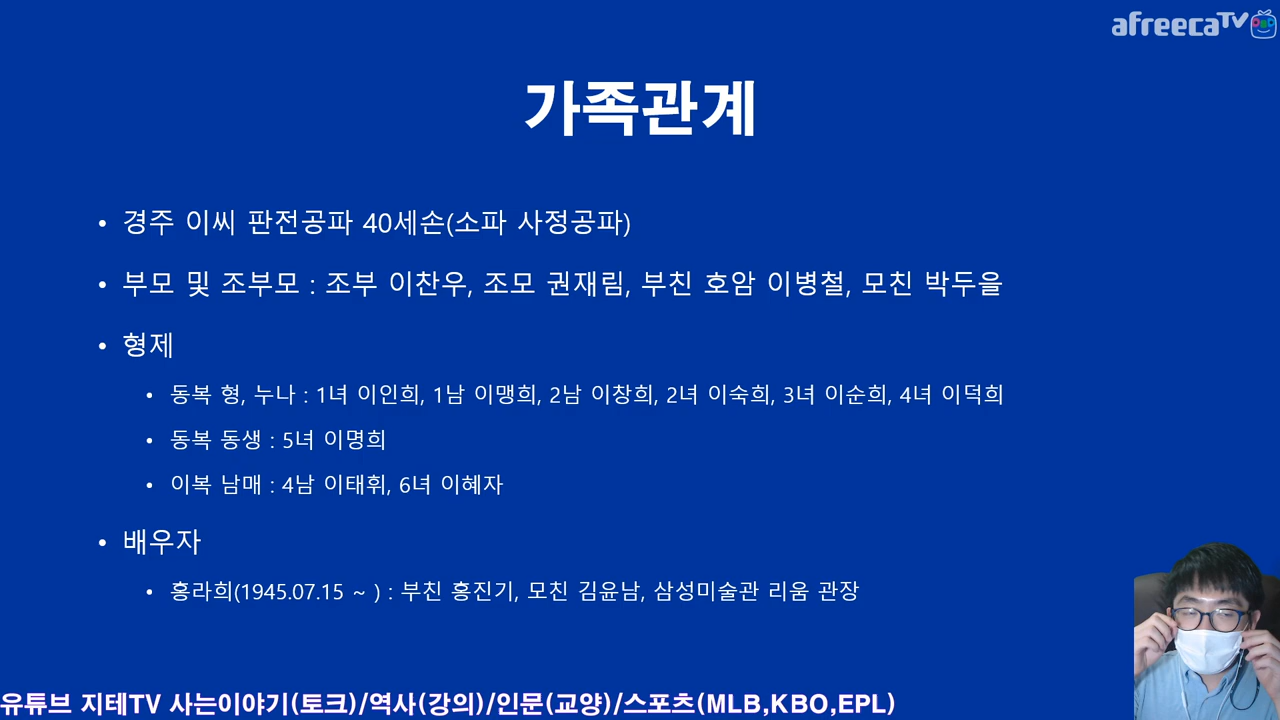 afreecaTV
가족관계
• 경주 이씨 판전공파 40세손(소파 사정공파)
• 부모 및 조부모 : 조부 이찬우, 조모 권재림, 부친 호암 이병철, 모친 박두을
• 형제
• 동복 형, 누나 : 1녀 이인희, 1남 이맹희, 2남 이창희, 2녀 이숙희, 3녀 이순희, 4녀 이덕희
• 동복 동생 : 5녀 이명희
• 이복 남매 : 4남 이태휘, 6녀 이혜자
• 배우자
• 홍라희(1945.07.15 ~ ) : 부친 홍진기, 모친 김윤남, 삼성미술관 리움 관장
유튜브 지테TV 사는이야기(토크)/역사(강의)/인문(교양)/스포츠(MLB,KBO,EPL)